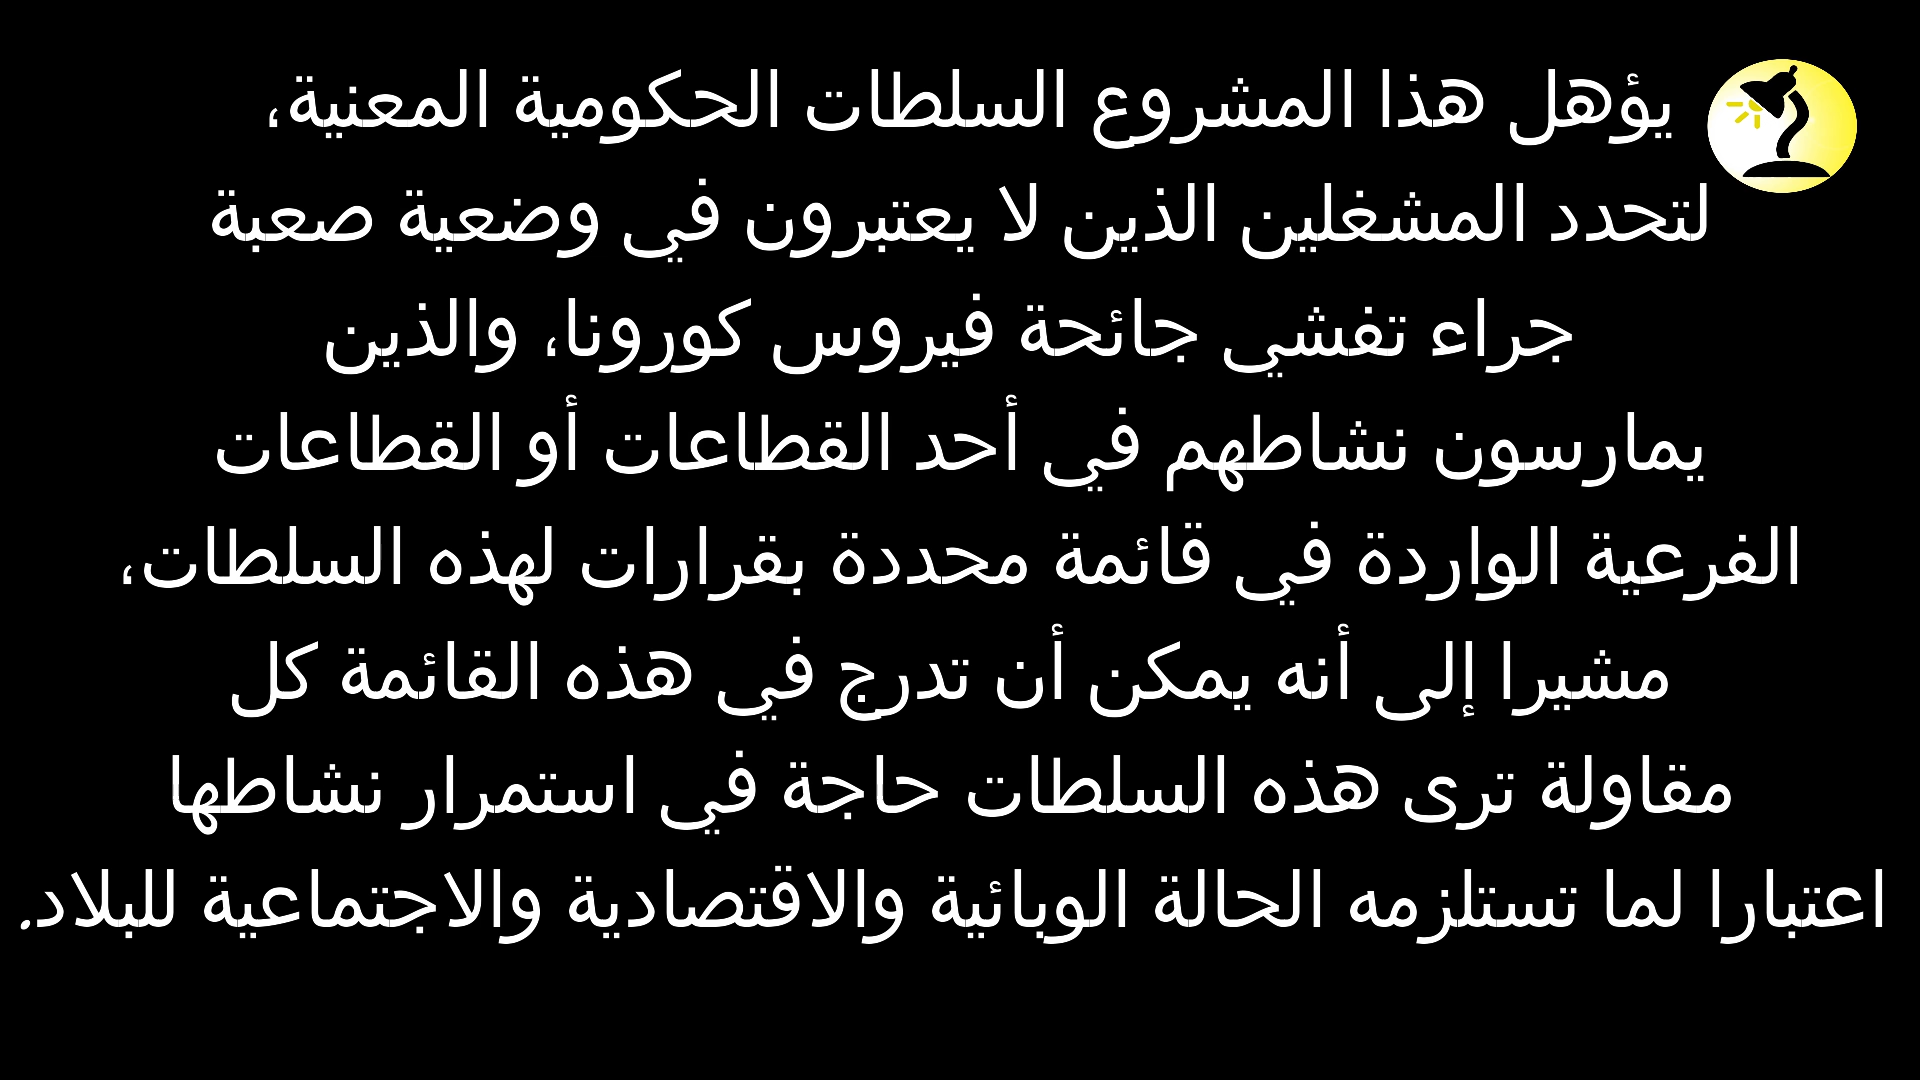 يؤهل هذا المشروع السلطات الحكومية المعنية،
لتحدد المشغلين الذين لا يعتبرون في وضعية صعبة
جراء تفشي جائحة فيروس كورونا، والذين
يمارسون نشاطهم في أحد القطاعات أو القطاعات
الفرعية الواردة في قائمة محددة بقرارات لهذه السلطات،
مشيرا إلى أنه يمكن أن تدرج في هذه القائمة كل
مقاولة ترى هذه السلطات حاجة في استمرار نشاطها
اعتبارا لما تستلزمه الحالة الوبائية والاقتصادية والاجتماعية للبلاد.